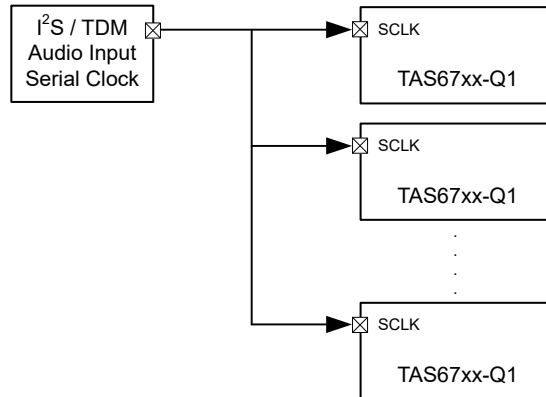 I²S / TDM
Audio Input
Serial Clock
SCLK
TAS67xx-Q1
SCLK
TAS67xx-Q1
SCLK
TAS67xx-Q1